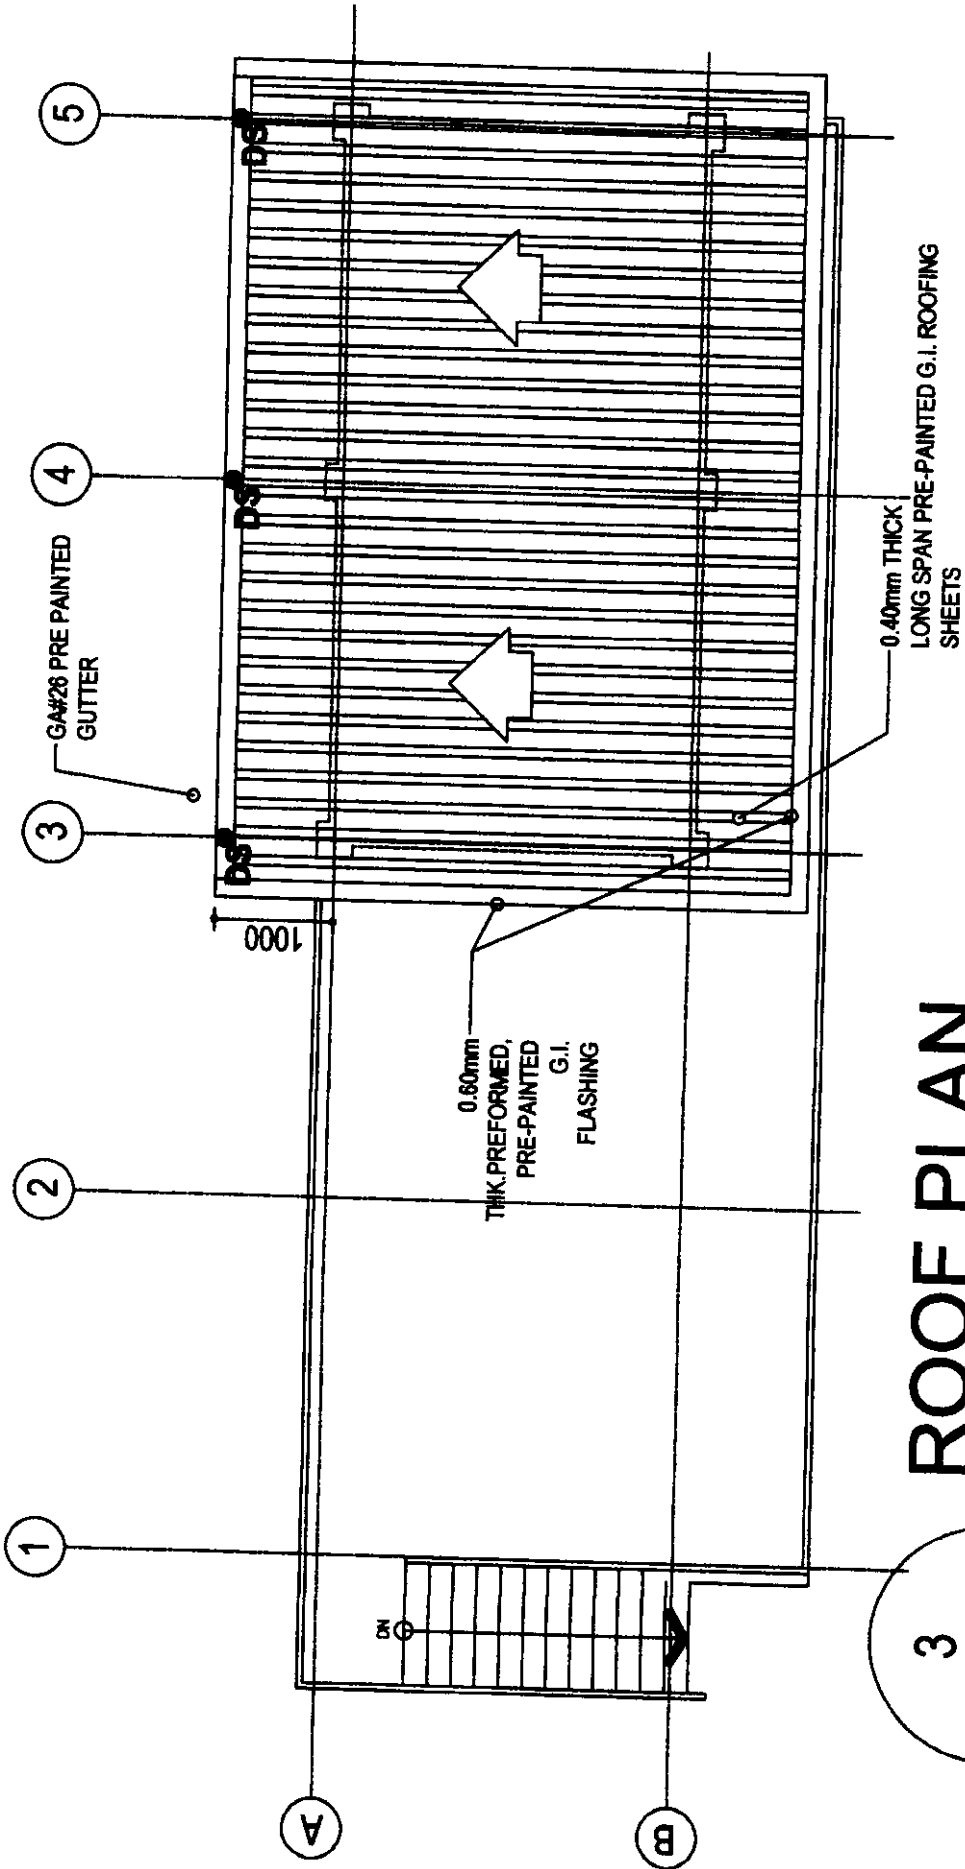 1
2
3
4
5
A
B
GA#26 PRE PAINTED
GUTTER
DS
DS
DS
1000
0.60mm
THK.PREFORMED,
PRE-PAINTED
G.I.
FLASHING
0.40mm THICK
LONG SPAN PRE-PAINTED G.I. ROOFING
SHEETS
DN
3
ROOF PLAN